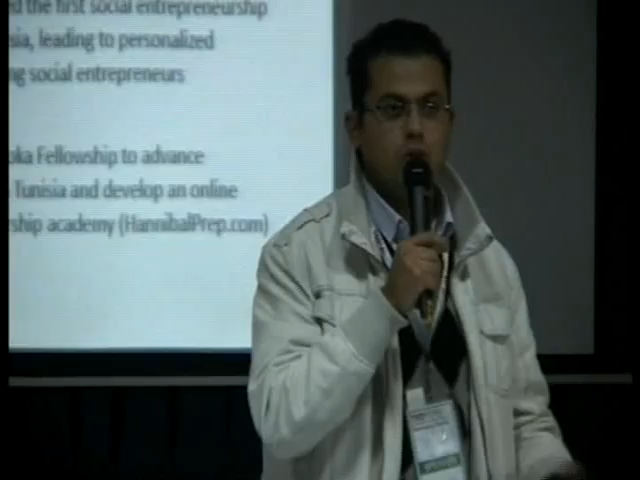 d the first social entrepreneurship
sia, leading to personalized
ng social entrepreneurs
oka Fellowship to advance
Tunisia and develop an online
ship academy (HannibalPrep.com)